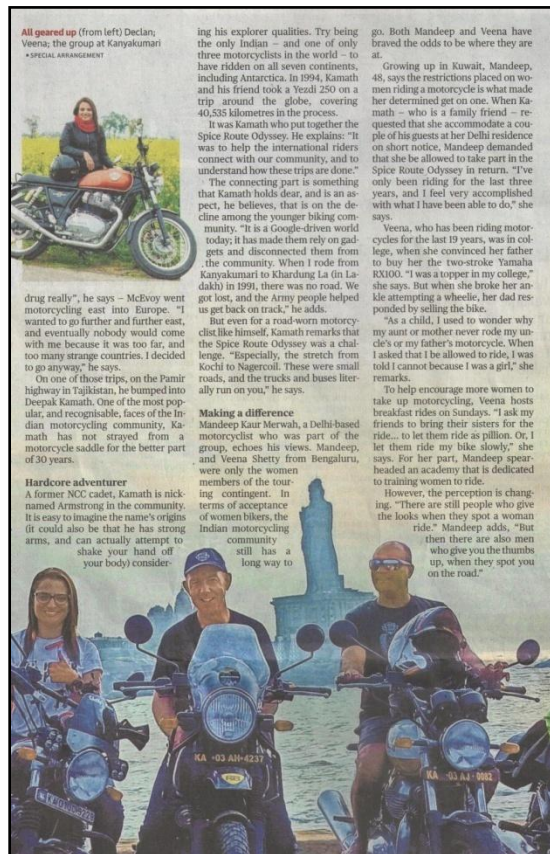 All geared up (from left) Declan;
Veena; the group at Kanyakumari
▪ SPECIAL ARRANGEMENT
drug really", he says – McEvoy went
motorcycling east into Europe. "I
wanted to go further and further east,
and eventually nobody would come
with me because it was too far, and
too many strange countries. I decided
to go anyway," he says.
On one of those trips, on the Pamir
highway in Tajikistan, he bumped into
Deepak Kamath. One of the most pop-
ular, and recognisable, faces of the In-
dian motorcycling community, Ka-
math has not strayed from a
motorcycle saddle for the better part
of 30 years.
Hardcore adventurer
A former NCC cadet, Kamath is nick-
named Armstrong in the community.
It is easy to imagine the name's origins
(it could also be that he has strong
arms, and can actually attempt to
shake your hand off
your body) consider-
ing his explorer qualities. Try being
the only Indian – and one of only
three motorcyclists in the world – to
have ridden on all seven continents,
including Antarctica. In 1994, Kamath
and his friend took a Yezdi 250 on a
trip around the globe, covering
40,535 kilometres in the process.
It was Kamath who put together the
Spice Route Odyssey. He explains: "It
was to help the international riders
connect with our community, and to
understand how these trips are done."
The connecting part is something
that Kamath holds dear, and is an as-
pect, he believes, that is on the de-
cline among the younger biking com-
munity. "It is a Google-driven world
today; it has made them rely on gad-
gets and disconnected them from
the community. When I rode from
Kanyakumari to Khardung La (in La-
dakh) in 1991, there was no road. We
got lost, and the Army people helped
us get back on track," he adds.
But even for a road-worn motorcy-
clist like himself, Kamath remarks that
the Spice Route Odyssey was a chal-
lenge. "Especially, the stretch from
Kochi to Nagercoil. These were small
roads, and the trucks and buses liter-
ally run on you," he says.
Making a difference
Mandeep Kaur Merwah, a Delhi-based
motorcyclist who was part of the
group, echoes his views. Mandeep,
and Veena Shetty from Bengaluru,
were only the women
members of the tour-
ing contingent. In
terms of acceptance
of women bikers, the
Indian motorcycling
community
still has a
long way to
go. Both Mandeep and Veena have
braved the odds to be where they are
at.
Growing up in Kuwait, Mandeep,
48, says the restrictions placed on wo-
men riding a motorcycle is what made
her determined get on one. When Ka-
math – who is a family friend – re-
quested that she accommodate a cou-
ple of his guests at her Delhi residence
on short notice, Mandeep demanded
that she be allowed to take part in the
Spice Route Odyssey in return. "I've
only been riding for the last three
years, and I feel very accomplished
with what I have been able to do," she
says.
Veena, who has been riding motor-
cycles for the last 19 years, was in col-
lege, when she convinced her father
to buy her the two-stroke Yamaha
RX100. "I was a topper in my college,"
she says. But when she broke her an-
kle attempting a wheelie, her dad res-
ponded by selling the bike.
"As a child, I used to wonder why
my aunt or mother never rode my un-
cle's or my father's motorcycle. When
I asked that I be allowed to ride, I was
told I cannot because I was a girl," she
remarks.
To help encourage more women to
take up motorcycling, Veena hosts
breakfast rides on Sundays. "I ask my
friends to bring their sisters for the
ride... to let them ride as pillion. Or, I
let them ride my bike slowly," she
says. For her part, Mandeep spear-
headed an academy that is dedicated
to training women to ride.
However, the perception is chang-
ing. "There are still people who give
the looks when they spot a woman
ride." Mandeep adds, "But
then there are also men
who give you the thumbs
up, when they spot you
on the road."
KA 03 AH 4237
KA 03 AJ 0082